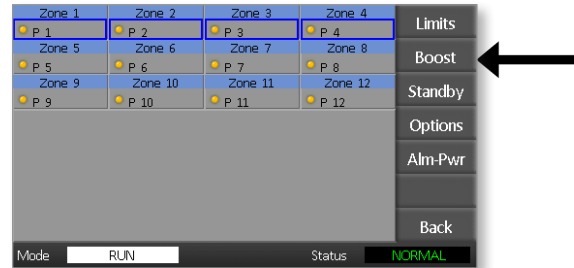 Zone 1 Zone 2 Zone 3 Zone 4 Limits
P 1 P 2 P 3 P 4
Zone 5 Zone 6 Zone 7 Zone 8 Boost
P 5 P 6 P 7 P 8
Zone 9 Zone 10 Zone 11 Zone 12 Standby
P 9 P 10 P 11 P 12
Options
Alm-Pwr
Back
Mode RUN Status NORMAL